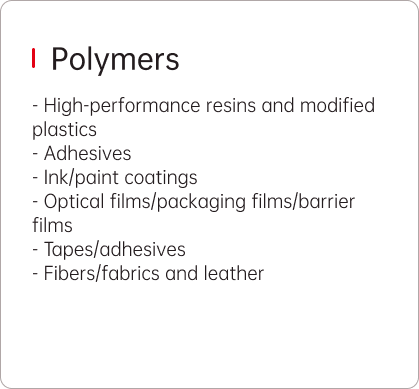 Polymers
- High-performance resins and modified
plastics
- Adhesives
- Ink/paint coatings
- Optical films/packaging films/barrier
films
- Tapes/adhesives
- Fibers/fabrics and leather